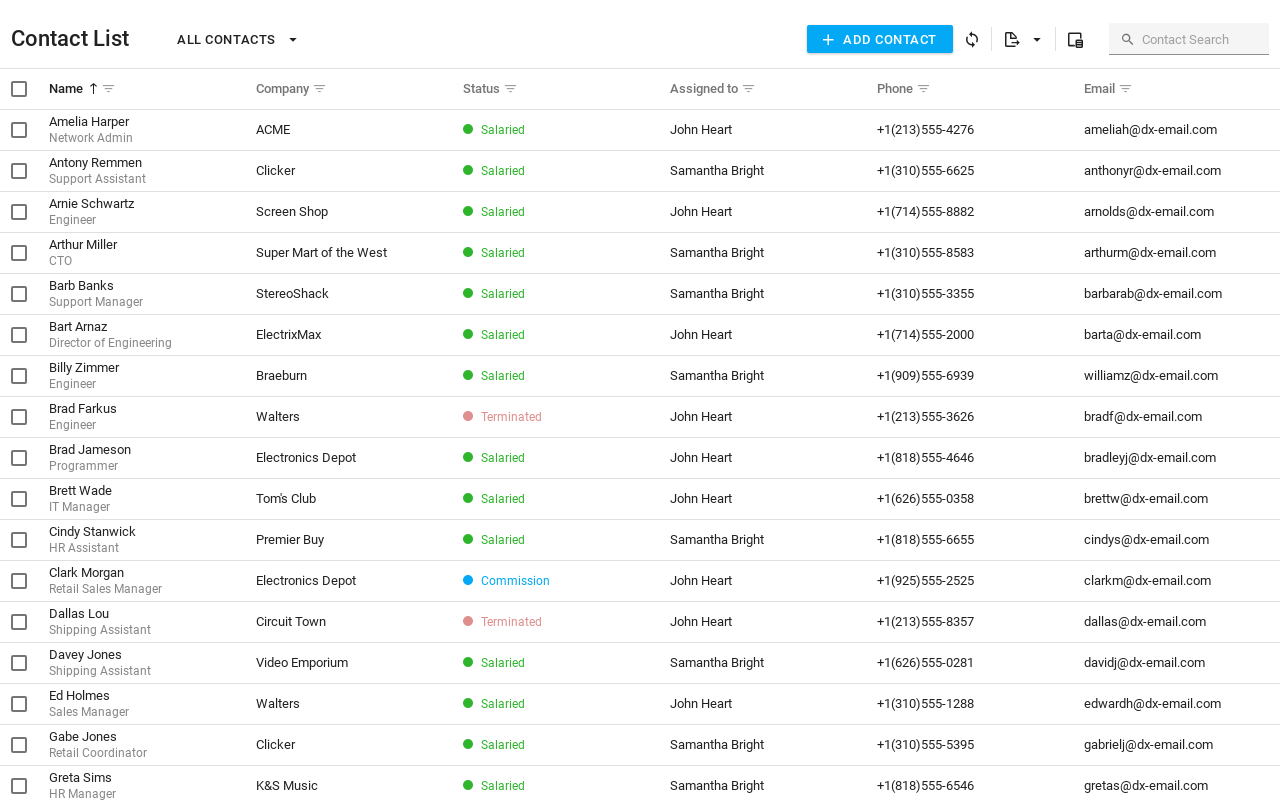 Contact List
ALL CONTACTS
ADD CONTACT
Contact Search
Name Company Status Assigned to Phone Email
Amelia Harper
Network Admin
ACME Salaried John Heart +1(213)555-4276 ameliah@dx-email.com
Antony Remmen
Support Assistant
Clicker Salaried Samantha Bright +1(310)555-6625 anthonyr@dx-email.com
Arnie Schwartz
Engineer
Screen Shop Salaried John Heart +1(714)555-8882 arnolds@dx-email.com
Arthur Miller
CTO
Super Mart of the West Salaried Samantha Bright +1(310)555-8583 arthurm@dx-email.com
Barb Banks
Support Manager
StereoShack Salaried Samantha Bright +1(310)555-3355 barbarab@dx-email.com
Bart Arnaz
Director of Engineering
ElectrixMax Salaried John Heart +1(714)555-2000 barta@dx-email.com
Billy Zimmer
Engineer
Braeburn Salaried Samantha Bright +1(909)555-6939 williamz@dx-email.com
Brad Farkus
Engineer
Walters Terminated John Heart +1(213)555-3626 bradf@dx-email.com
Brad Jameson
Programmer
Electronics Depot Salaried John Heart +1(818)555-4646 bradleyj@dx-email.com
Brett Wade
IT Manager
Tom's Club Salaried John Heart +1(626)555-0358 brettw@dx-email.com
Cindy Stanwick
HR Assistant
Premier Buy Salaried Samantha Bright +1(818)555-6655 cindys@dx-email.com
Clark Morgan
Retail Sales Manager
Electronics Depot Commission John Heart +1(925)555-2525 clarkm@dx-email.com
Dallas Lou
Shipping Assistant
Circuit Town Terminated John Heart +1(213)555-8357 dallas@dx-email.com
Davey Jones
Shipping Assistant
Video Emporium Salaried Samantha Bright +1(626)555-0281 davidj@dx-email.com
Ed Holmes
Sales Manager
Walters Salaried John Heart +1(310)555-1288 edwardh@dx-email.com
Gabe Jones
Retail Coordinator
Clicker Salaried Samantha Bright +1(310)555-5395 gabrielj@dx-email.com
Greta Sims
HR Manager
K&S Music Salaried Samantha Bright +1(818)555-6546 gretas@dx-email.com